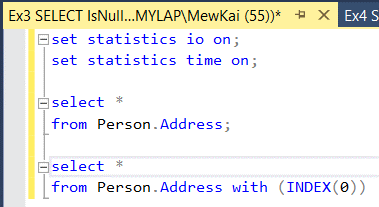 Ex3 SELECT IsNull...MYLAP\MewKai (55))* Ex4 S
set statistics io on;
set statistics time on;
select *
from Person.Address;
select *
from Person.Address with (INDEX(0))